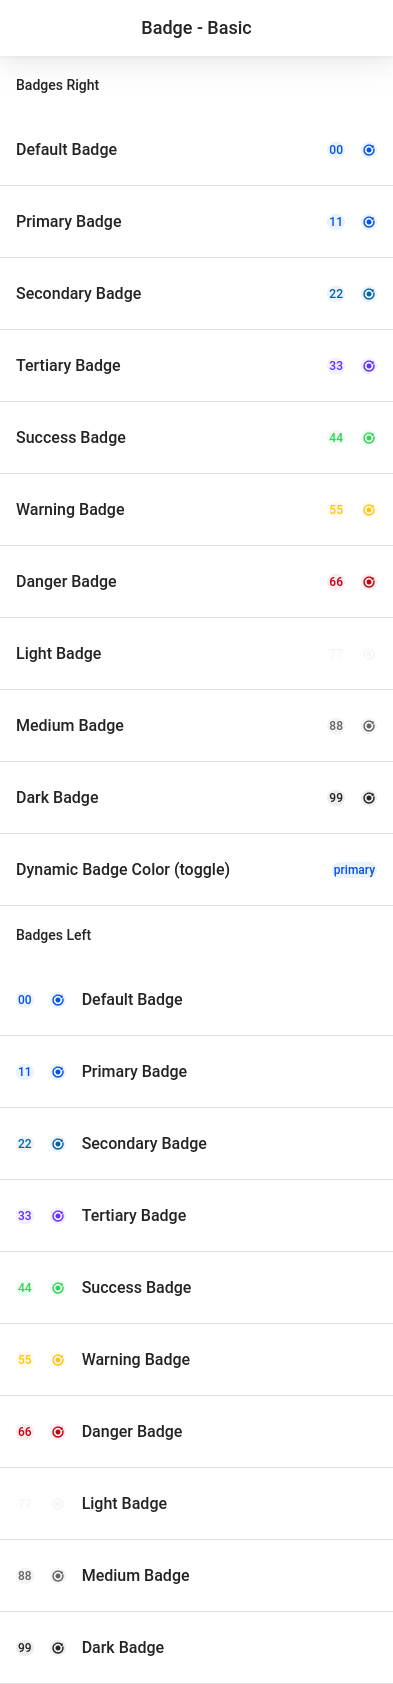 Badge - Basic
Badges Right
Default Badge 00
Primary Badge 11
Secondary Badge 22
Tertiary Badge 33
Success Badge 44
Warning Badge 55
Danger Badge 66
Light Badge 77
Medium Badge 88
Dark Badge 99
Dynamic Badge Color (toggle) primary
Badges Left
00 Default Badge
11 Primary Badge
22 Secondary Badge
33 Tertiary Badge
44 Success Badge
55 Warning Badge
66 Danger Badge
77 Light Badge
88 Medium Badge
99 Dark Badge